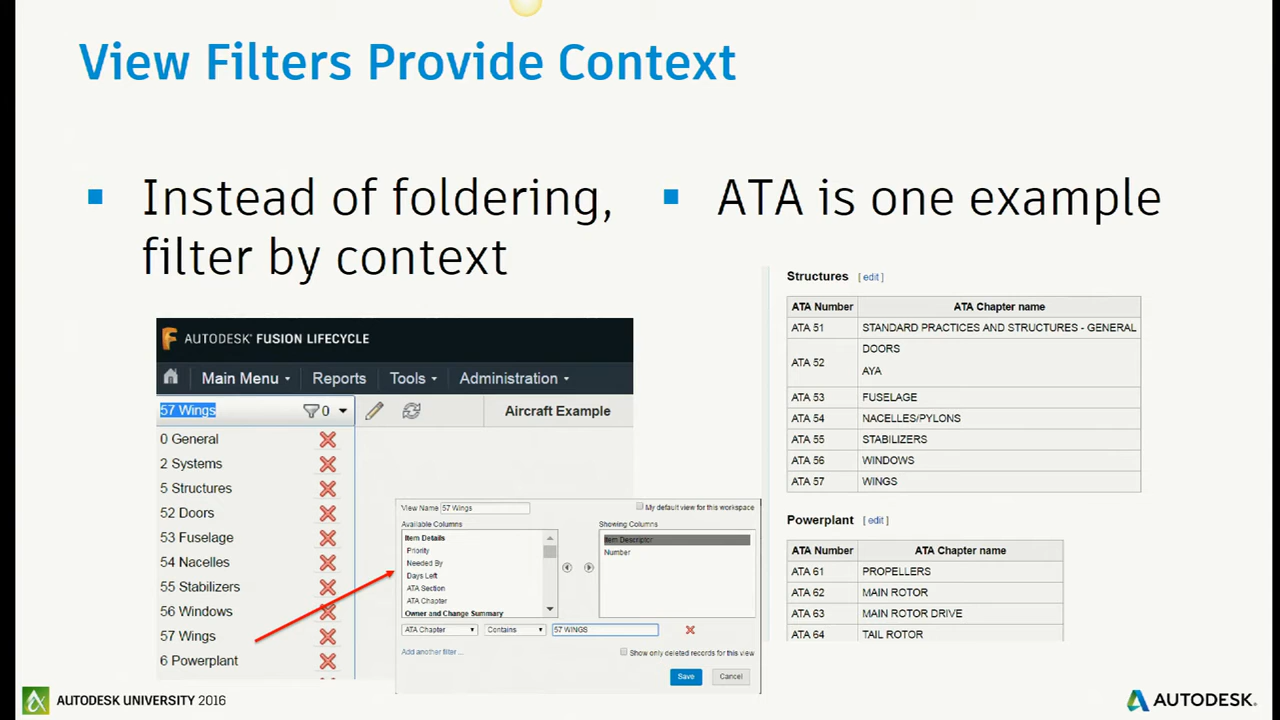 View Filters Provide Context
Instead of foldering,
filter by context
ATA is one example
AUTODESK® FUSION LIFECYCLE
Main Menu Reports Tools Administration
57 Wings 0 Aircraft Example
0 General
2 Systems
5 Structures
52 Doors
53 Fuselage
54 Nacelles
55 Stabilizers
56 Windows
57 Wings
6 Powerplant
View Name 57 Wings My default view for this workspace
Available Columns Showing Columns
Item Details
Priority
Needed By
Days Left
ATA Section
ATA Chapter
Owner and Change Summary
Item Descriptor
Number
ATA Chapter Contains 57 WINGS
Add another filter ... Show only deleted records for this view
Save Cancel
Structures [ edit ]
ATA Number ATA Chapter name
ATA 51 STANDARD PRACTICES AND STRUCTURES - GENERAL
ATA 52 DOORS
AYA
ATA 53 FUSELAGE
ATA 54 NACELLES/PYLONS
ATA 55 STABILIZERS
ATA 56 WINDOWS
ATA 57 WINGS
Powerplant [ edit ]
ATA Number ATA Chapter name
ATA 61 PROPELLERS
ATA 62 MAIN ROTOR
ATA 63 MAIN ROTOR DRIVE
ATA 64 TAIL ROTOR
AUTODESK UNIVERSITY 2016
AUTODESK.